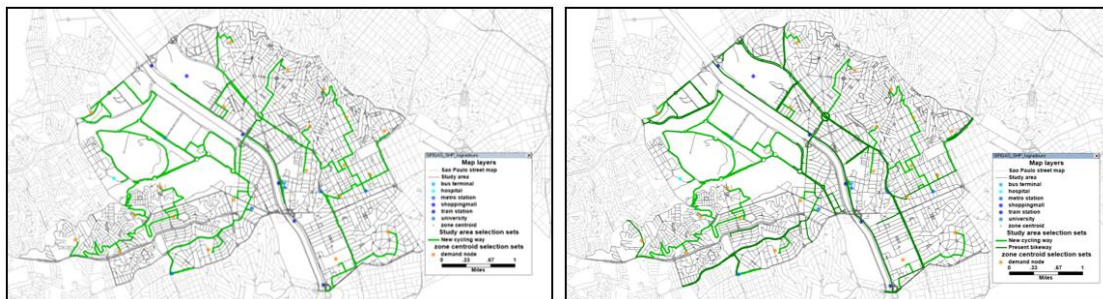 Map layers
Sao Paulo street map
Study area
bus terminal
hospital
metro station
shoppingmall
train station
university
zone centroid
Study area selection sets
New cycling way
zone centroid selection sets
demand node
0 .33 .67 1
Miles
Map layers
Sao Paulo street map
Study area
bus terminal
hospital
metro station
shoppingmall
train station
university
zone centroid
Study area selection sets
New cycling way
Present bikeway
zone centroid selection sets
demand node
0 .33 .67 1
Miles